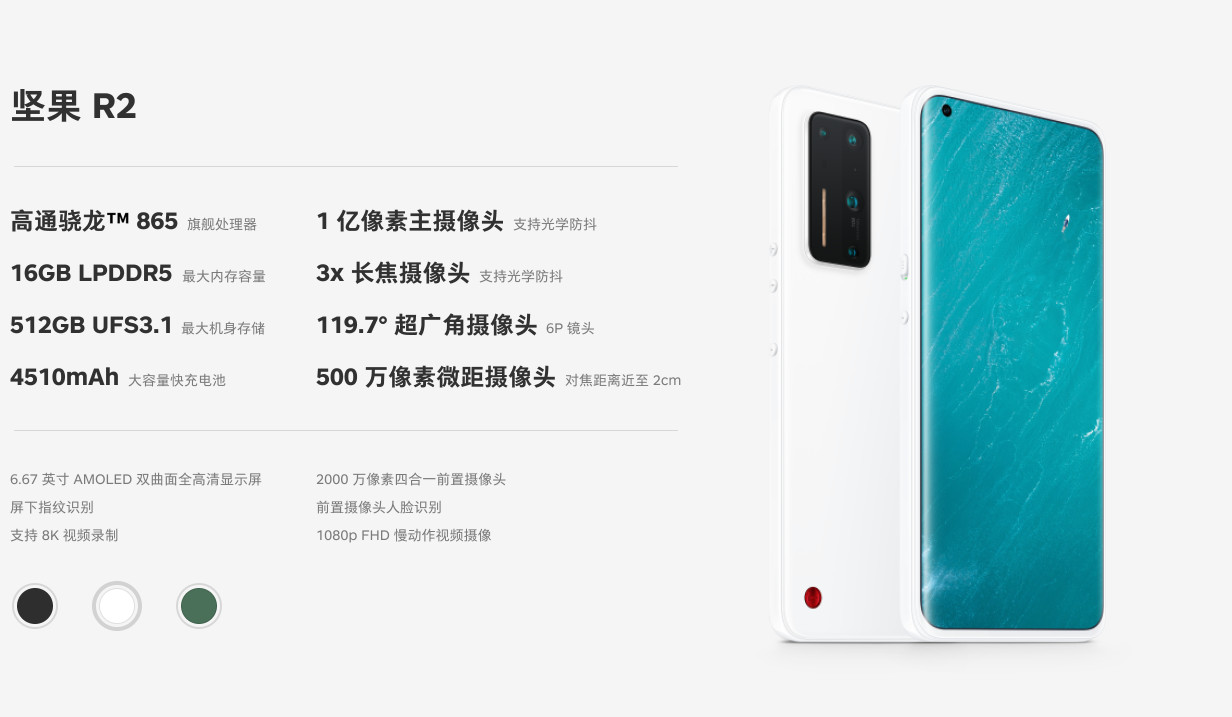 坚果 R2
高通骁龙™ 865 旗舰处理器
16GB LPDDR5 最大内存容量
512GB UFS3.1 最大机身存储
4510mAh 大容量快充电池
1 亿像素主摄像头 支持光学防抖
3x 长焦摄像头 支持光学防抖
119.7° 超广角摄像头 6P 镜头
500 万像素微距摄像头 对焦距离近至 2cm
6.67 英寸 AMOLED 双曲面全高清显示屏
屏下指纹识别
支持 8K 视频录制
2000 万像素四合一前置摄像头
前置摄像头人脸识别
1080p FHD 慢动作视频摄像